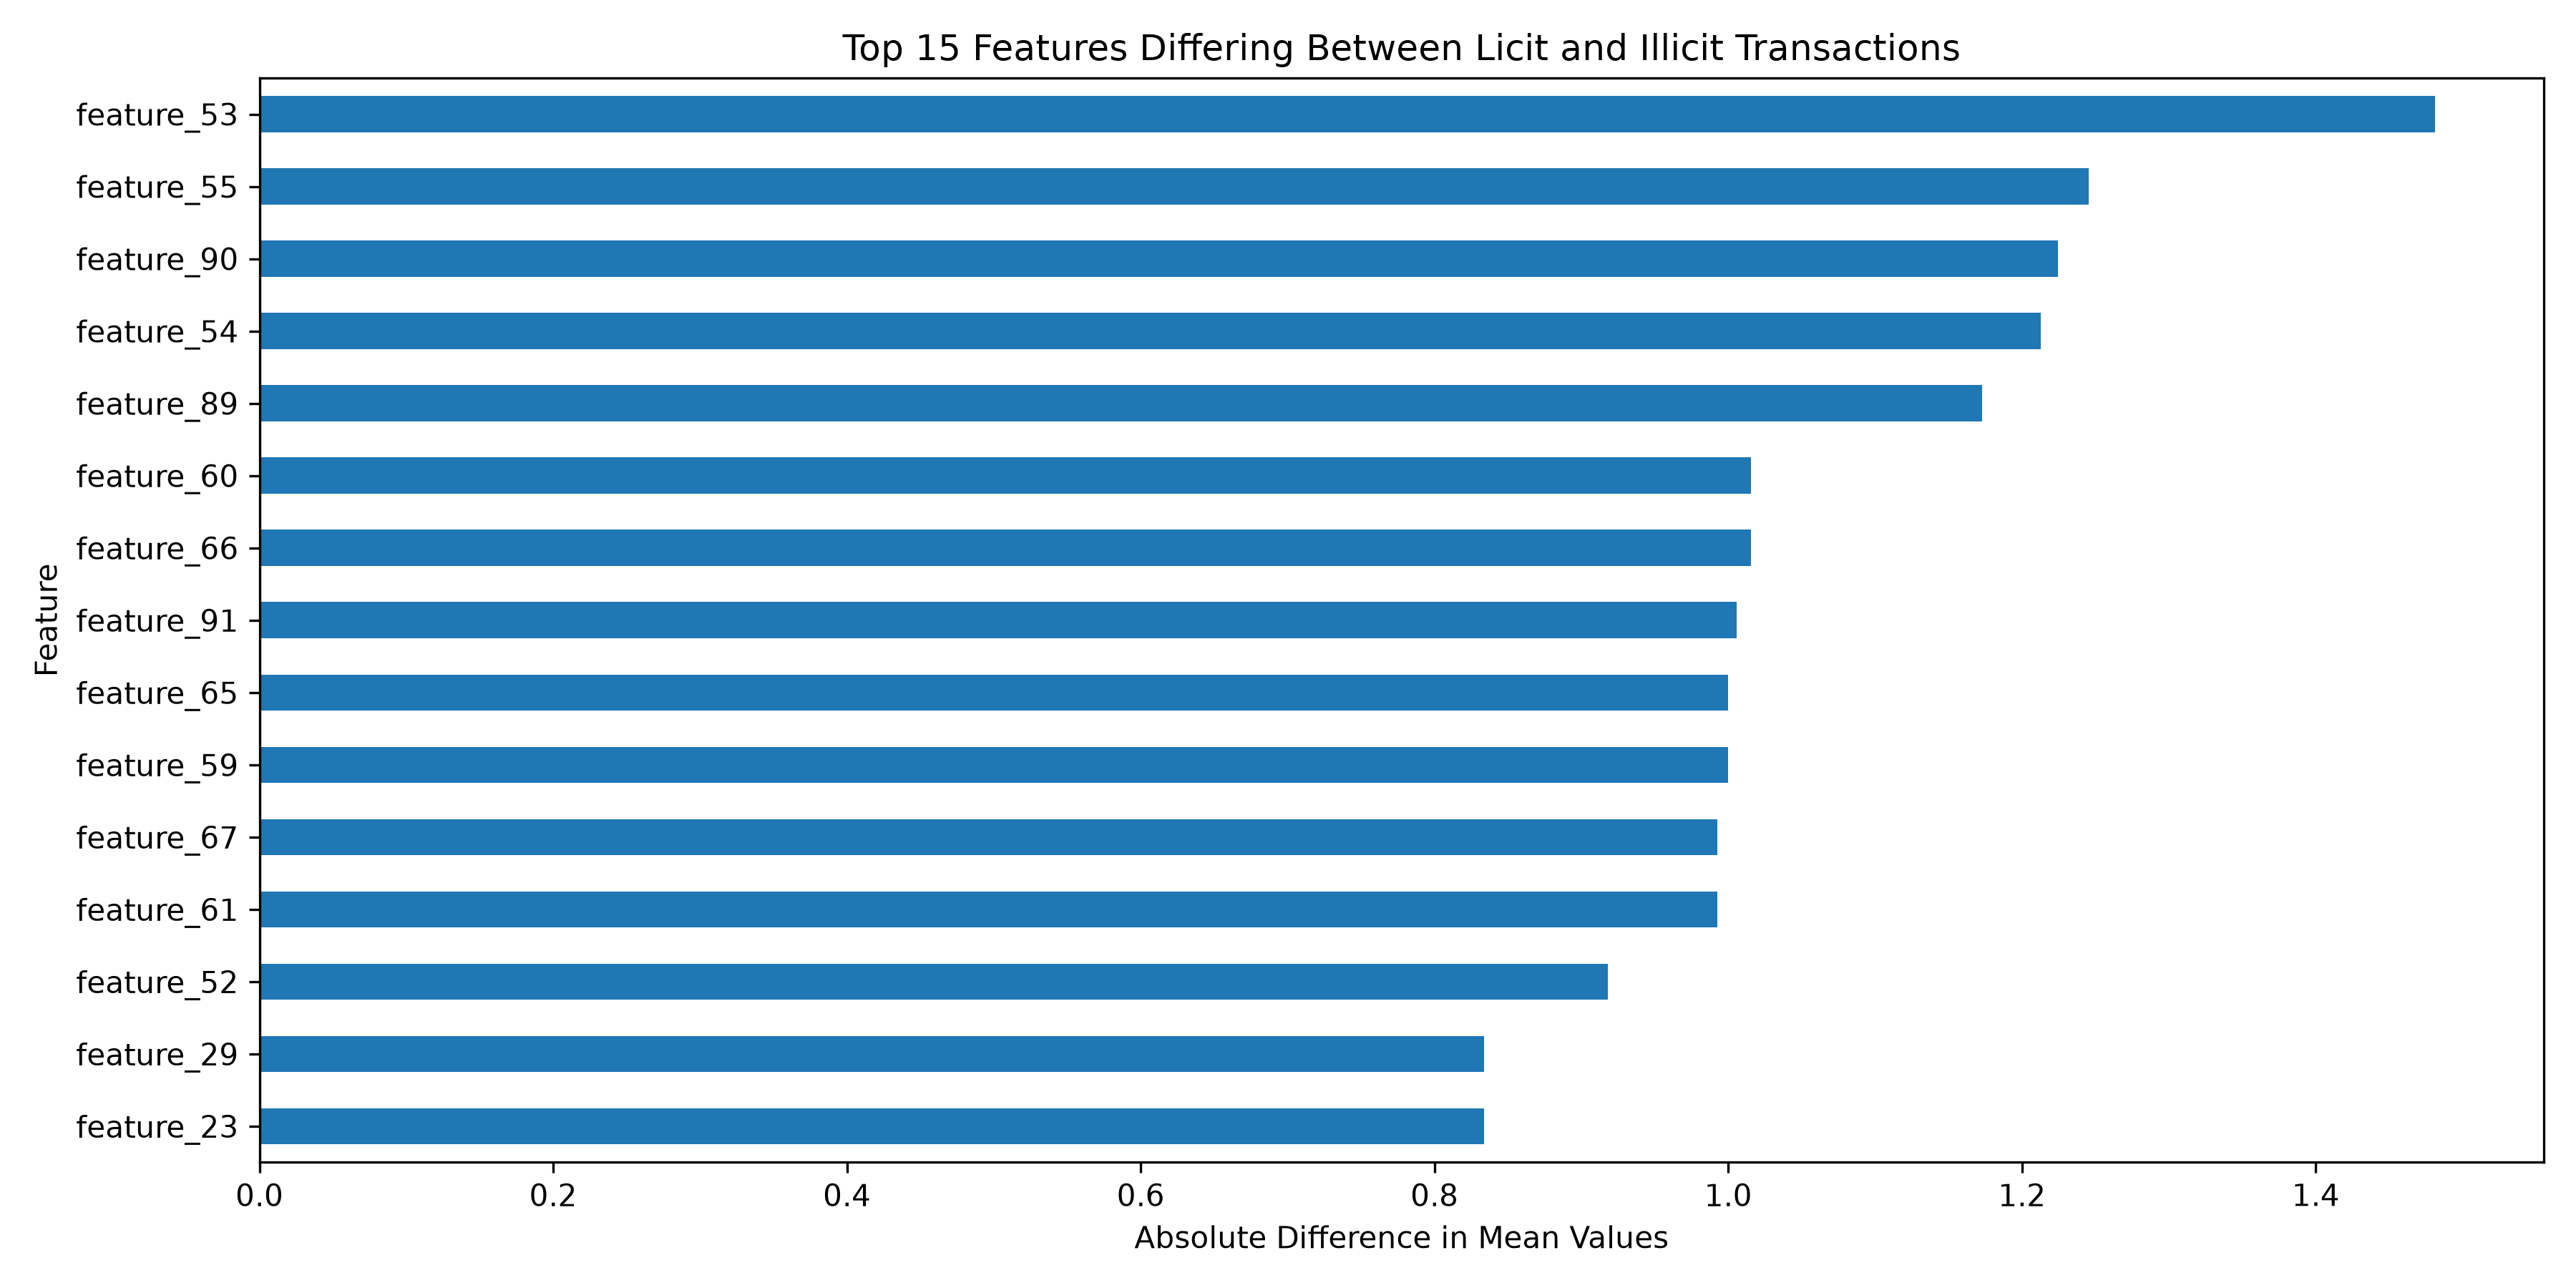 Top 15 Features Differing Between Licit and Illicit Transactions
Feature
feature_53
feature_55
feature_90
feature_54
feature_89
feature_60
feature_66
feature_91
feature_65
feature_59
feature_67
feature_61
feature_52
feature_29
feature_23
0.0 0.2 0.4 0.6 0.8 1.0 1.2 1.4
Absolute Difference in Mean Values